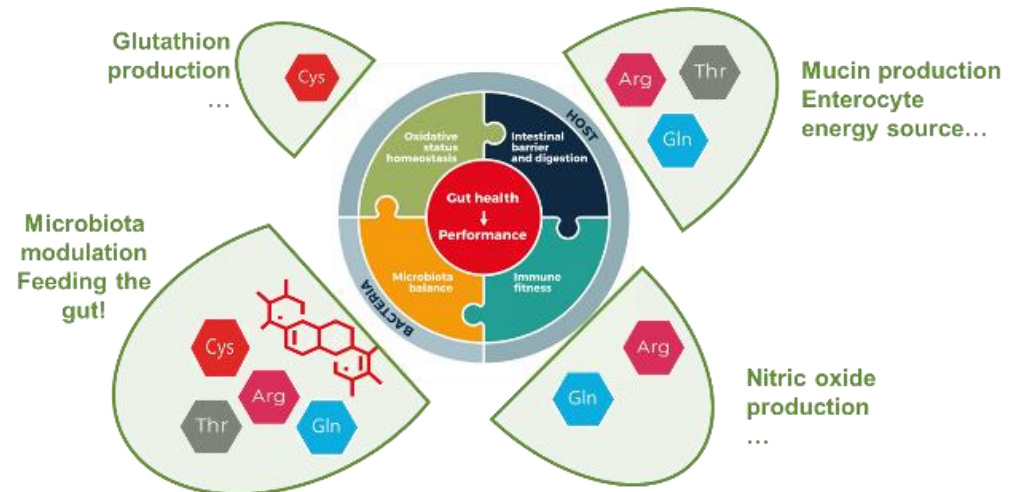 Glutathion
production
…
Cys
Arg
Thr
Gln
Mucin production
Enterocyte
energy source…
HOST
Oxidative
status
homeostasis
Intestinal
barrier
and digestion
Gut health
Performance
Microbiota
balance
Immune
fitness
BACTERIA
Microbiota
modulation
Feeding the
gut!
Cys
Arg
Thr
Gln
Arg
Gln
Nitric oxide
production
…